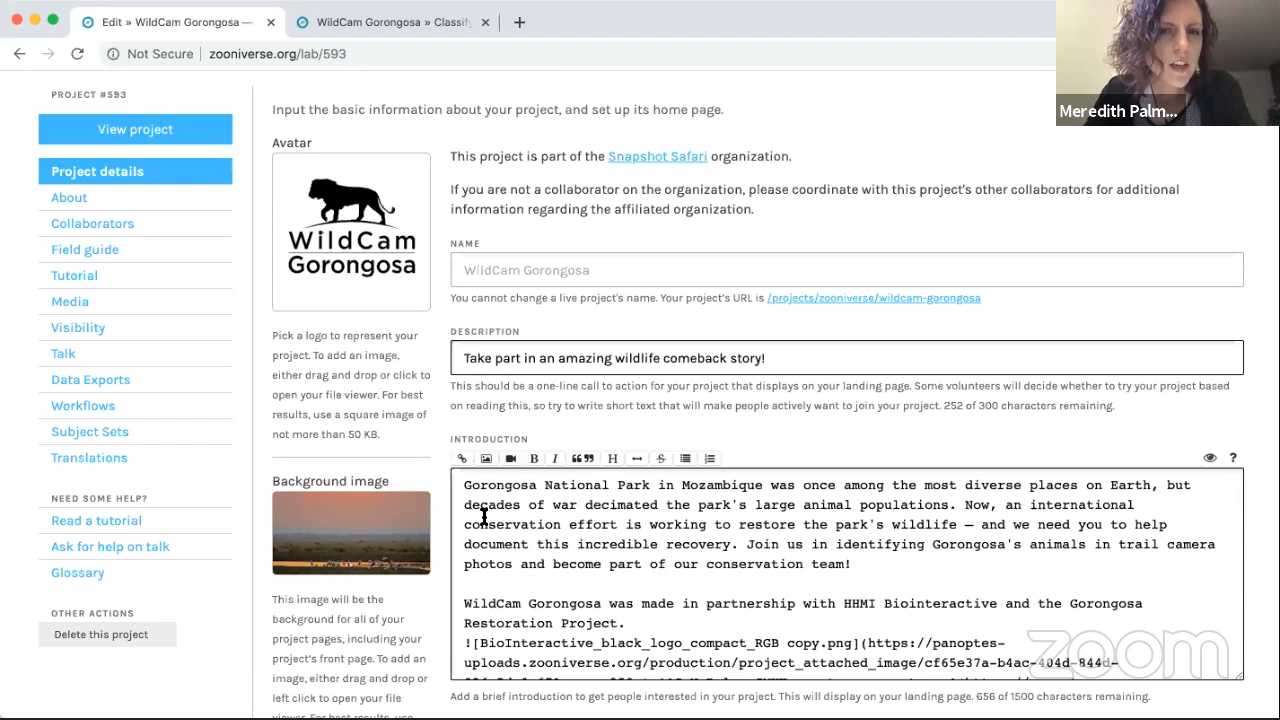 Edit » WildCam Gorongosa —
WildCam Gorongosa » Classif
Not Secure
zooniverse.org/lab/593
Meredith Palm...
PROJECT #593
View project
Project details
About
Collaborators
Field guide
Tutorial
Media
Visibility
Talk
Data Exports
Workflows
Subject Sets
Translations
NEED SOME HELP?
Read a tutorial
Ask for help on talk
Glossary
OTHER ACTIONS
Delete this project
Input the basic information about your project, and set up its home page.
Avatar
WildCam
Gorongosa
Pick a logo to represent your
project. To add an image,
either drag and drop or click to
open your file viewer. For best
results, use a square image of
not more than 50 KB.
Background image
This image will be the
background for all of your
project pages, including your
project's front page. To add an
image, either drag and drop or
left click to open your file
viewer. For best results, use
This project is part of the Snapshot Safari organization.
If you are not a collaborator on the organization, please coordinate with this project's other collaborators for additional
information regarding the affiliated organization.
NAME
WildCam Gorongosa
You cannot change a live project's name. Your project's URL is /projects/zooniverse/wildcam-gorongosa
DESCRIPTION
Take part in an amazing wildlife comeback story!
This should be a one-line call to action for your project that displays on your landing page. Some volunteers will decide whether to try your project based
on reading this, so try to write short text that will make people actively want to join your project. 252 of 300 characters remaining.
INTRODUCTION
B I H S ?
Gorongosa National Park in Mozambique was once among the most diverse places on Earth, but
decades of war decimated the park's large animal populations. Now, an international
conservation effort is working to restore the park's wildlife — and we need you to help
document this incredible recovery. Join us in identifying Gorongosa's animals in trail camera
photos and become part of our conservation team!
WildCam Gorongosa was made in partnership with HHMI Biointeractive and the Gorongosa
Restoration Project.
![BioInteractive_black_logo_compact_RGB copy.png](https://panoptes-
uploads.zooniverse.org/production/project_attached_image/cf65e37a-b4ac-404d-844d-
Add a brief introduction to get people interested in your project. This will display on your landing page. 656 of 1500 characters remaining.
zoom